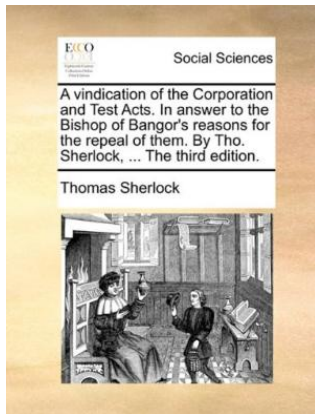 ECCO
Social Sciences
A vindication of the Corporation
and Test Acts. In answer to the
Bishop of Bangor's reasons for
the repeal of them. By Tho.
Sherlock, ... The third edition.
Thomas Sherlock